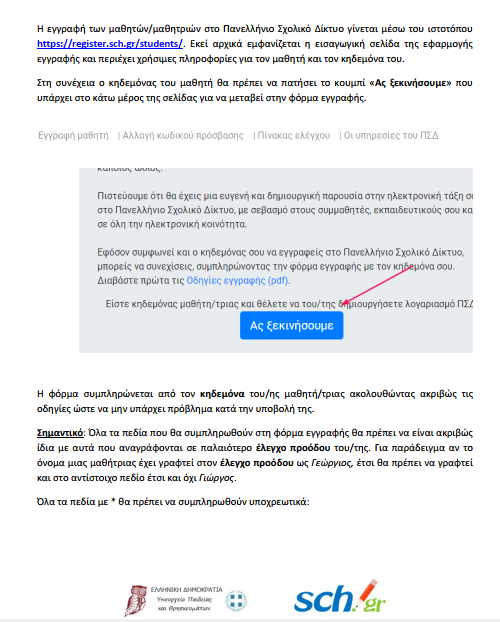 Η εγγραφή των μαθητών/μαθητριών στο Πανελλήνιο Σχολικό Δίκτυο γίνεται μέσω του ιστοτόπου
https://register.sch.gr/students/. Εκεί αρχικά εμφανίζεται η εισαγωγική σελίδα της εφαρμογής
εγγραφής και περιέχει χρήσιμες πληροφορίες για τον μαθητή και τον κηδεμόνα του.
Στη συνέχεια ο κηδεμόνας του μαθητή θα πρέπει να πατήσει το κουμπί «Ας ξεκινήσουμε» που
υπάρχει στο κάτω μέρος της σελίδας για να μεταβεί στην φόρμα εγγραφής.
Εγγραφή μαθητή | Αλλαγή κωδικού πρόσβασης | Πίνακας ελέγχου | Οι υπηρεσίες του ΠΣΔ
κάποιος άλλος.
Πιστεύουμε ότι θα έχεις μια ευγενή και δημιουργική παρουσία στην ηλεκτρονική τάξη σο
στο Πανελλήνιο Σχολικό Δίκτυο, με σεβασμό στους συμμαθητές, εκπαιδευτικούς σου κα
σε όλη την ηλεκτρονική κοινότητα.
Εφόσον συμφωνεί και ο κηδεμόνας σου να εγγραφείς στο Πανελλήνιο Σχολικό Δίκτυο,
μπορείς να συνεχίσεις, συμπληρώνοντας την φόρμα εγγραφής με τον κηδεμόνα σου.
Διαβάστε πρώτα τις Οδηγίες εγγραφής (pdf).
Είστε κηδεμόνας μαθήτη/τριας και θέλετε να του/της δημιουργήσετε λογαριασμό ΠΣΔ
Ας ξεκινήσουμε
Η φόρμα συμπληρώνεται από τον κηδεμόνα του/ης μαθητή/τριας ακολουθώντας ακριβώς τις
οδηγίες ώστε να μην υπάρχει πρόβλημα κατά την υποβολή της.
Σημαντικό: Όλα τα πεδία που θα συμπληρωθούν στη φόρμα εγγραφής θα πρέπει να είναι ακριβώς
ίδια με αυτά που αναγράφονται σε παλαιότερο έλεγχο προόδου του/της. Για παράδειγμα αν το
όνομα μιας μαθήτριας έχει γραφτεί στον έλεγχο προόδου ως Γεώργιος, έτσι θα πρέπει να γραφτεί
και στο αντίστοιχο πεδίο έτσι και όχι Γιώργος.
Όλα τα πεδία με * θα πρέπει να συμπληρωθούν υποχρεωτικά:
ΕΛΛΗΝΙΚΗ ΔΗΜΟΚΡΑΤΙΑ
Υπουργείο Παιδείας
και Θρησκευμάτων
sch.gr